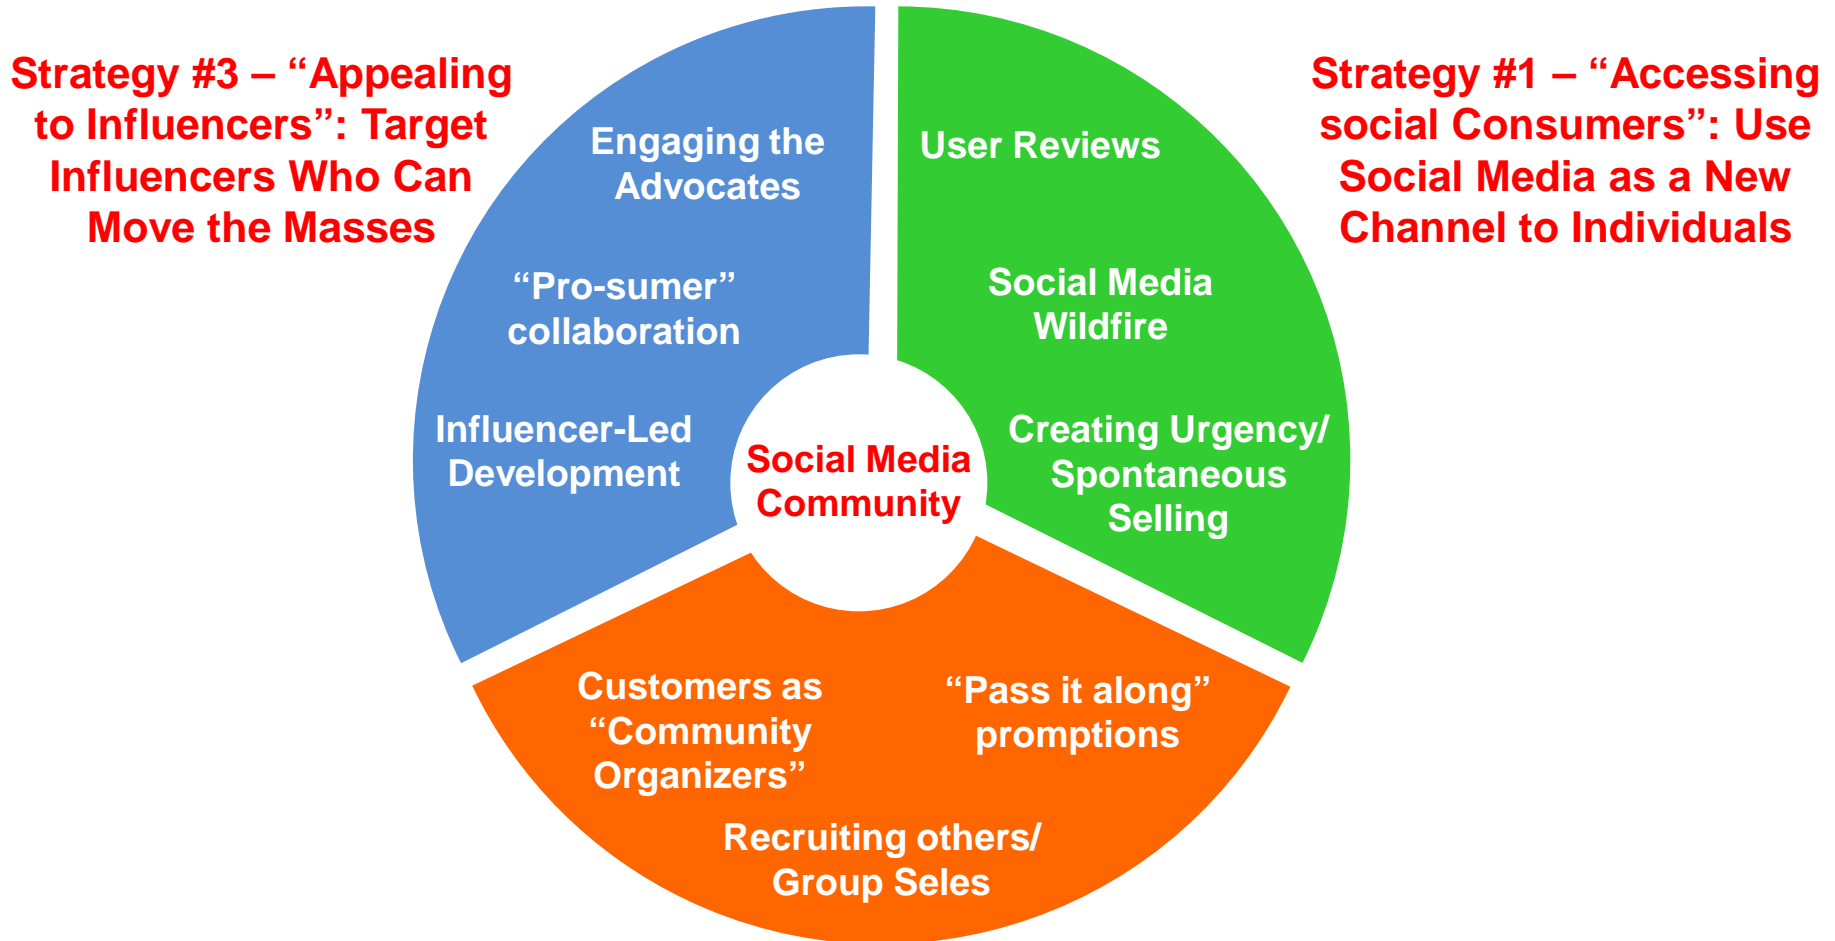 Strategy #3 – “Appealing
to Influencers”: Target
Influencers Who Can
Move the Masses
Strategy #1 – “Accessing
social Consumers”: Use
Social Media as a New
Channel to Individuals
Engaging the
Advocates
“Pro-sumer”
collaboration
Influencer-Led
Development
User Reviews
Social Media
Wildfire
Creating Urgency/
Spontaneous
Selling
Social Media
Community
Customers as
“Community
Organizers”
“Pass it along”
promptions
Recruiting others/
Group Seles